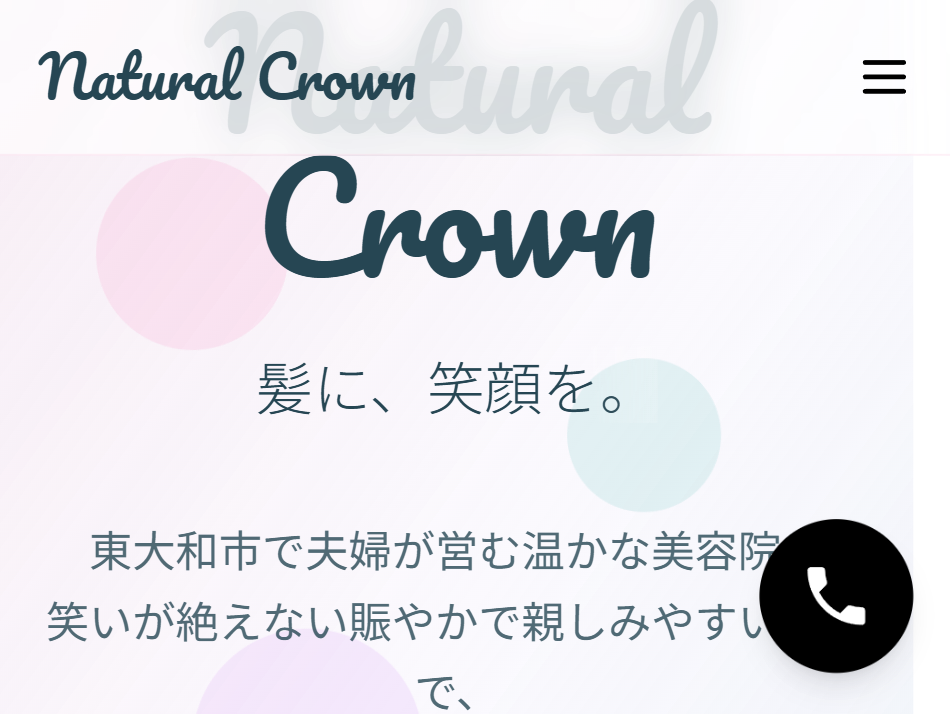 Natural Crown
Natural
Crown
髪に、笑顔を。
東大和市で夫婦が営む温かな美容院
笑いが絶えない賑やかで親しみやすい
で、